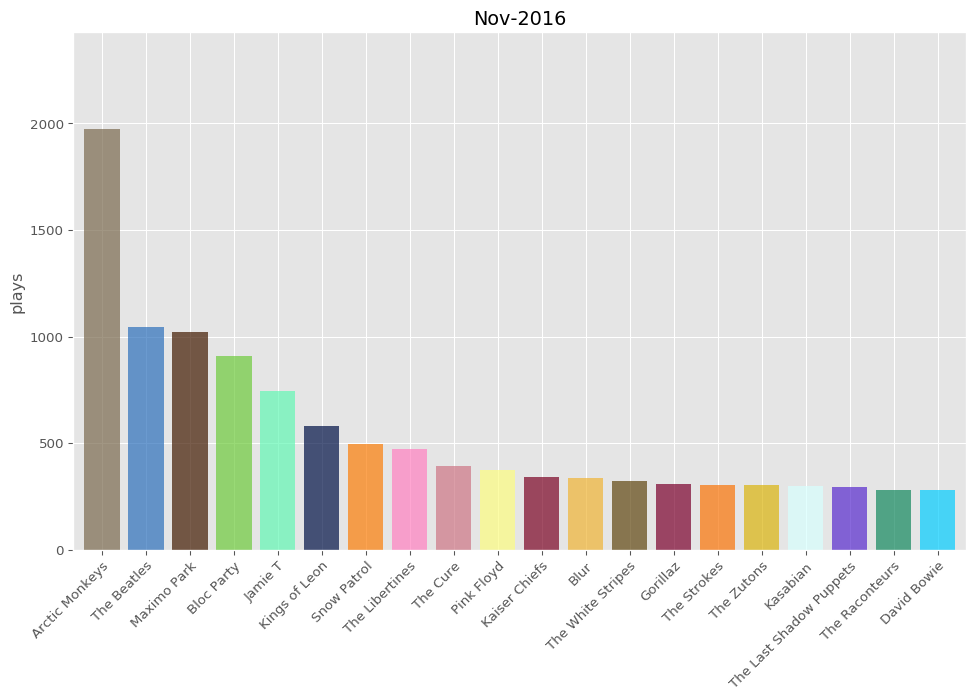 Nov-2016
plays
2000
1500
1000
500
0
Arctic Monkeys
The Beatles
Maximo Park
Bloc Party
Jamie T
Kings of Leon
Snow Patrol
The Libertines
The Cure
Pink Floyd
Kaiser Chiefs
Blur
The White Stripes
Gorillaz
The Strokes
The Zutons
Kasabian
The Last Shadow Puppets
The Raconteurs
David Bowie